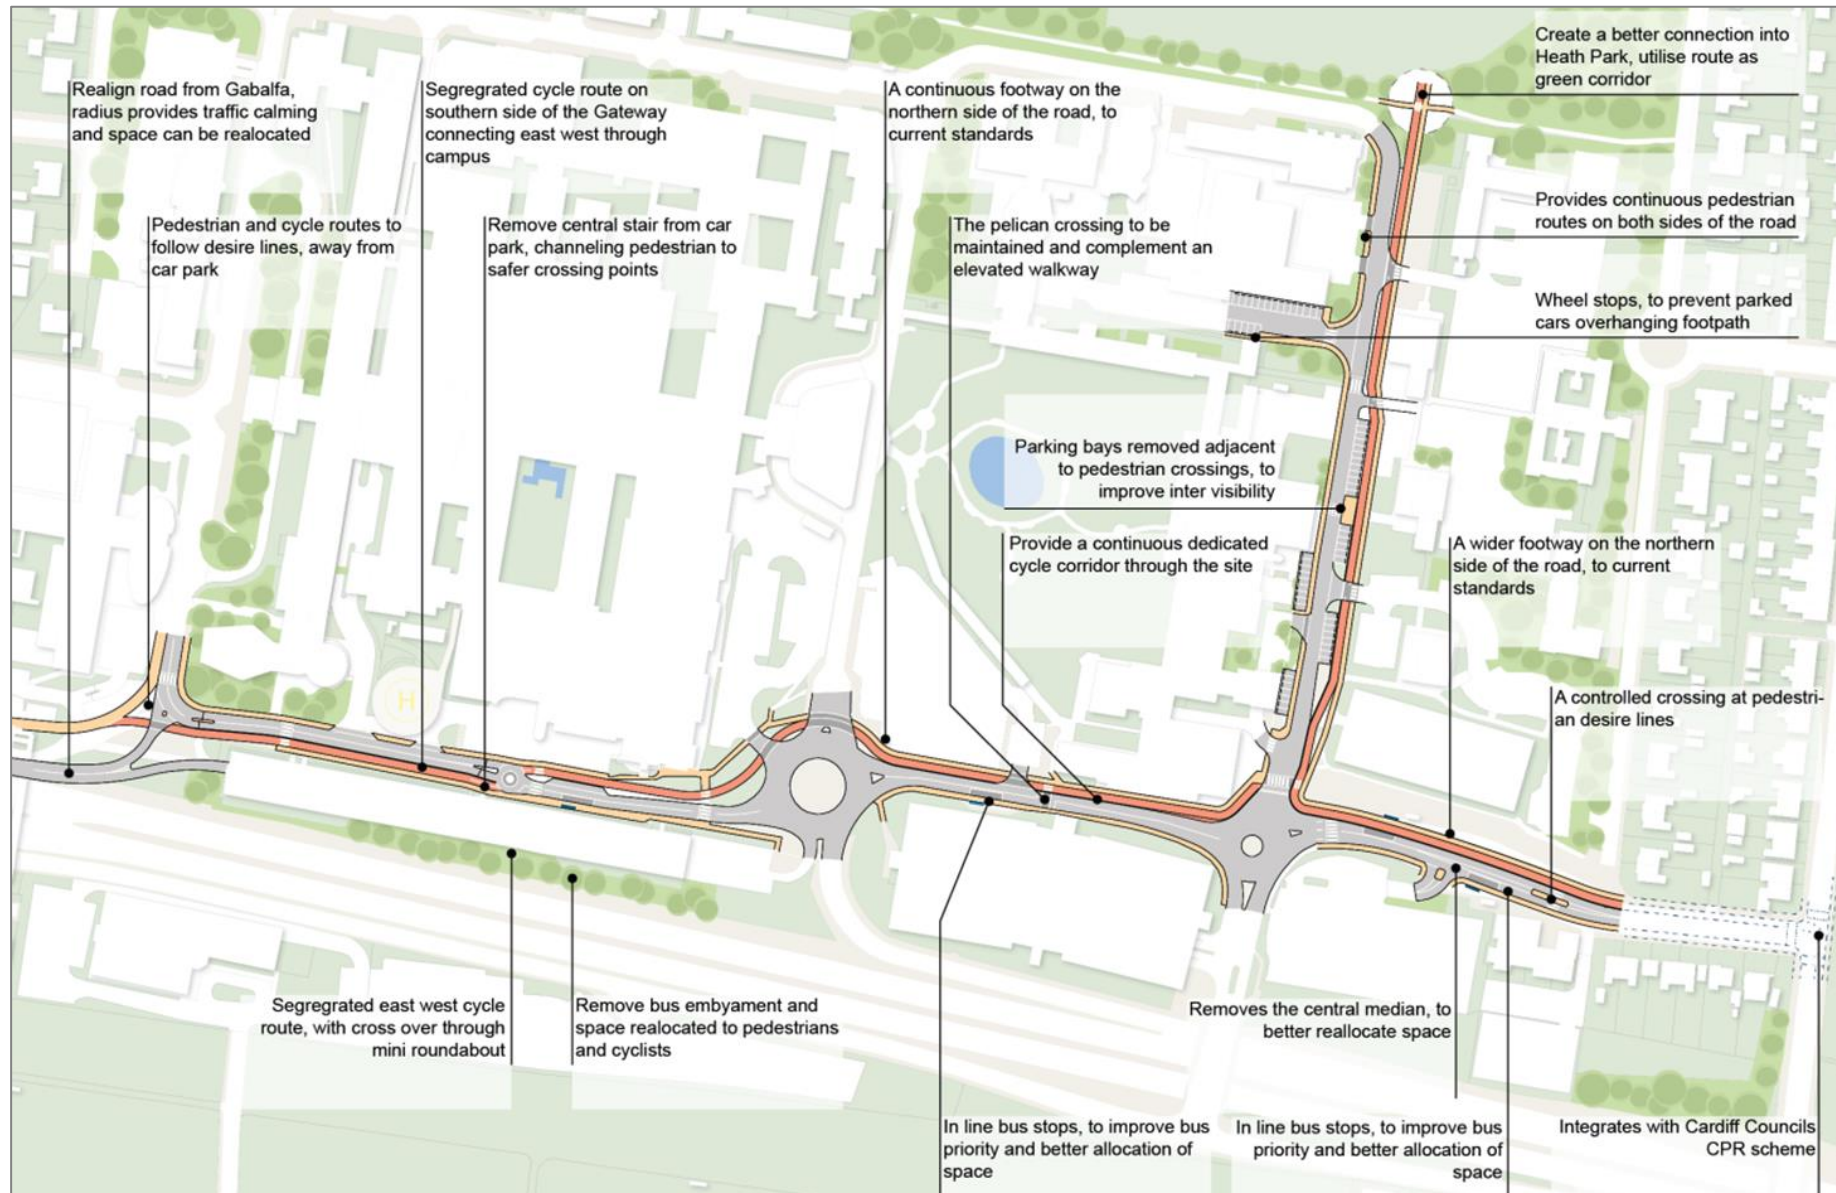 Create a better connection into
Heath Park, utilise route as
green corridor
Realign road from Gabalfa,
radius provides traffic calming
and space can be realocated
Segregrated cycle route on
southern side of the Gateway
connecting east west through
campus
A continuous footway on the
northern side of the road, to
current standards
Provides continuous pedestrian
routes on both sides of the road
Pedestrian and cycle routes to
follow desire lines, away from
car park
Remove central stair from car
park, channeling pedestrian to
safer crossing points
The pelican crossing to be
maintained and complement an
elevated walkway
Wheel stops, to prevent parked
cars overhanging footpath
Parking bays removed adjacent
to pedestrian crossings, to
improve inter visibility
Provide a continuous dedicated
cycle corridor through the site
A wider footway on the northern
side of the road, to current
standards
A controlled crossing at pedestri-
an desire lines
H
Segregrated east west cycle
route, with cross over through
mini roundabout
Remove bus embyament and
space realocated to pedestrians
and cyclists
Removes the central median, to
better reallocate space
In line bus stops, to improve bus
priority and better allocation of
space
In line bus stops, to improve bus
priority and better allocation of
space
Integrates with Cardiff Councils
CPR scheme